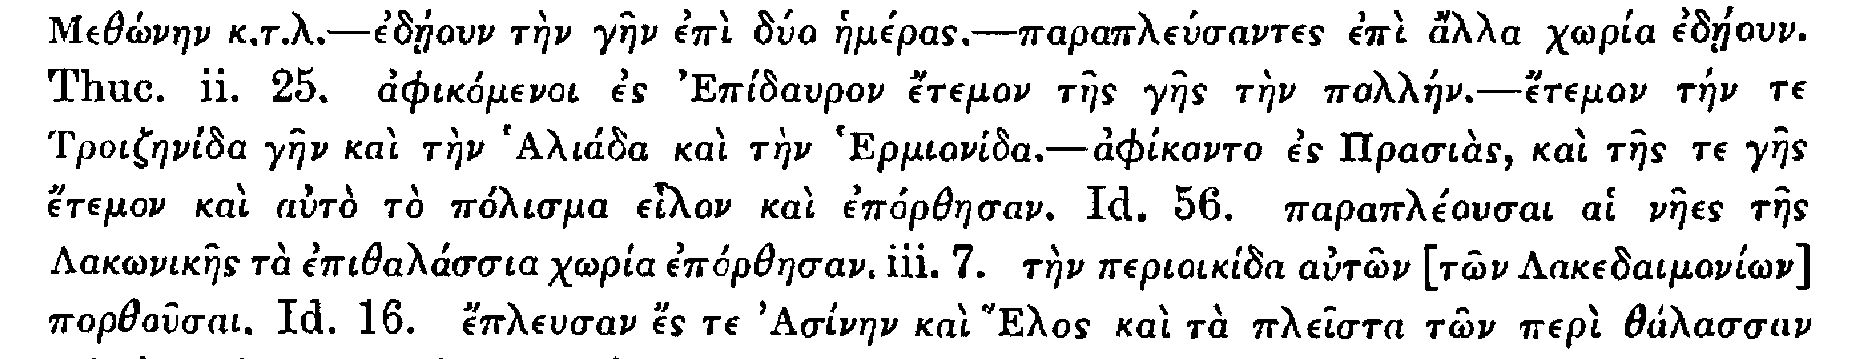 Μεθώνην κ.τ.λ.—ἐδῄουν τὴν γῆν ἐπὶ δύο ἡμέρας.—παραπλεύσαντες ἐπὶ ἄλλα χωρία ἐδῄουν.
Thuc. ii. 25. ἀφικόμενοι ἐς Ἐπίδαυρον ἔτεμον τῆς γῆς τὴν πολλήν.—ἔτεμον τήν τε
Τροιζηνίδα γῆν καὶ τὴν Ἁλιάδα καὶ τὴν Ἑρμιονίδα.—ἀφίκοντο ἐς Πρασιὰς, καὶ τῆς τε γῆς
ἔτεμον καὶ αὐτὸ τὸ πόλισμα εἷλον καὶ ἐπόρθησαν. Id. 56. παραπλέουσαι αἱ νῆες τῆς
Λακωνικῆς τὰ ἐπιθαλάσσια χωρία ἐπόρθησαν. iii. 7. τὴν περιοικίδα αὐτῶν [τῶν Λακεδαιμονίων]
πορθοῦσαι. Id. 16. ἔπλευσαν ἔς τε Ἀσίνην καὶ Ἕλος καὶ τὰ πλεῖστα τῶν περὶ θάλασσαν